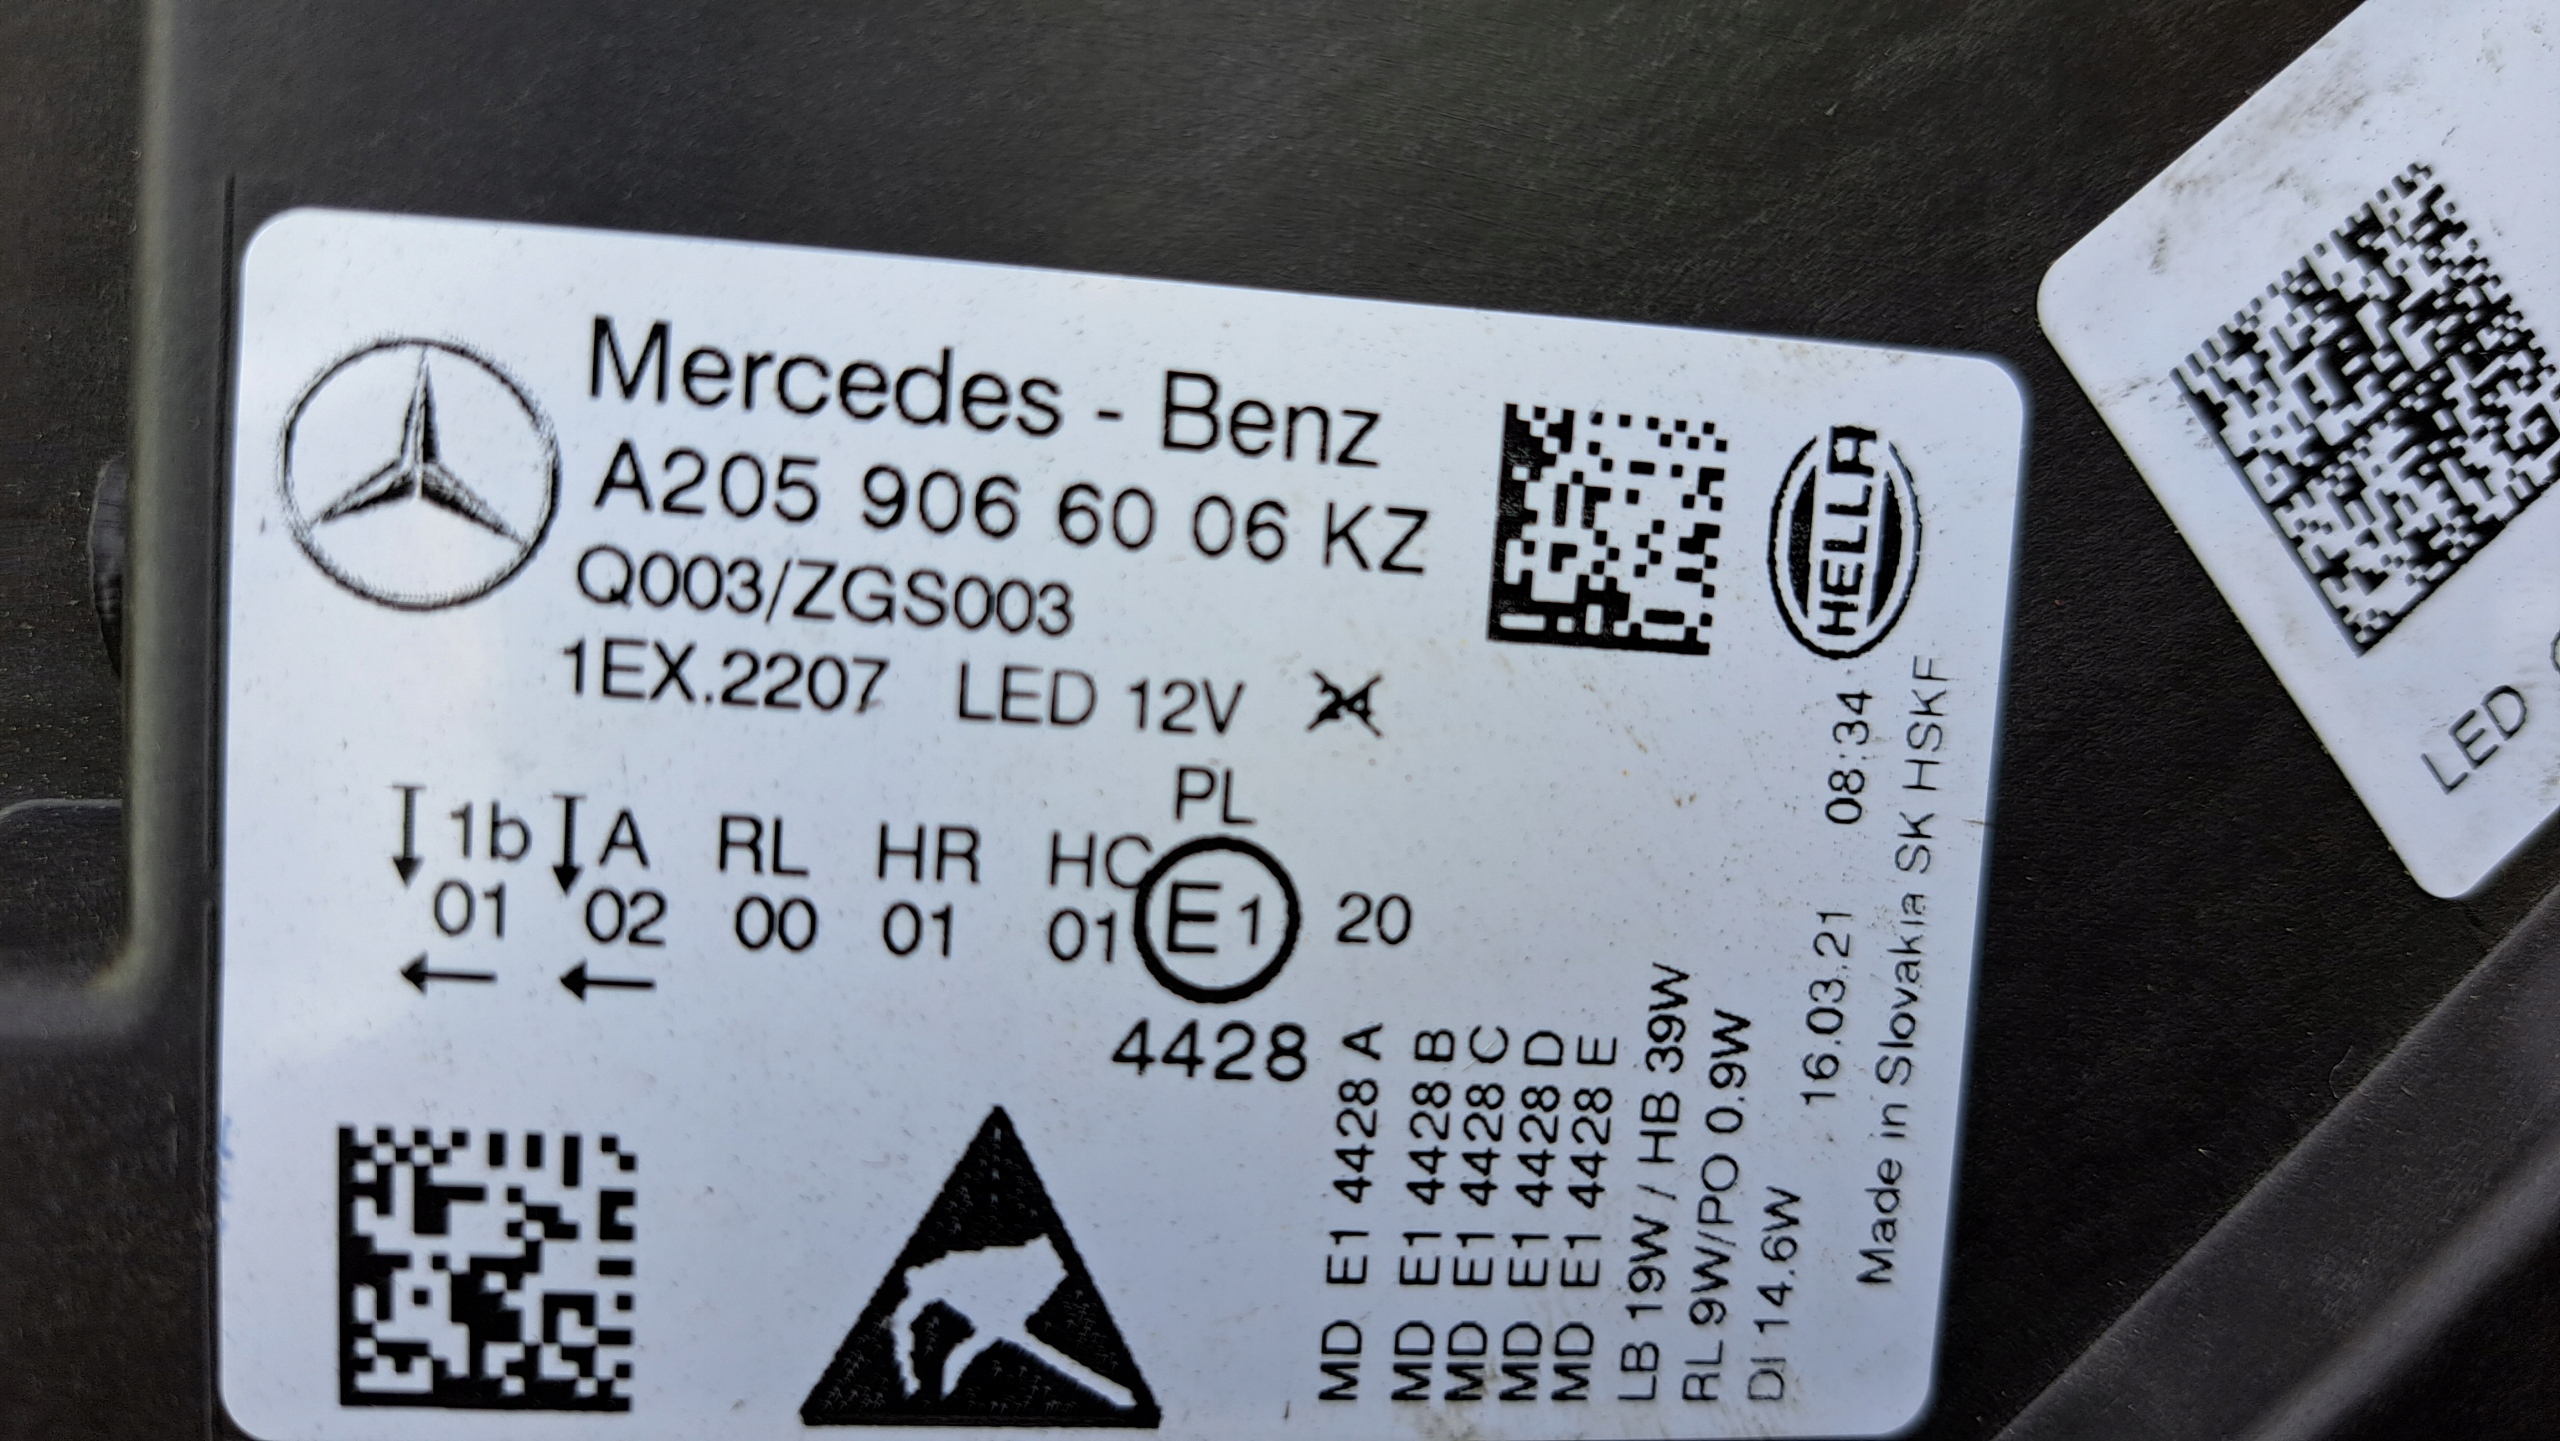 Mercedes - Benz
A205 906 60 06 KZ
Q003/ZGS003
1EX.2207 LED 12V
PL
1b A RL HR HC
01 02 00 01 01 E1 20
4428
MD E1 4428 A
MD E1 4428 B
MD E1 4428 C
MD E1 4428 D
MD E1 4428 E
LB 19W / HB 39W
RL 9W/PO 0.9W
DI 14.6W
16.03.21 08:34
Made in Slovakia SK HSKF
HELLA
LED